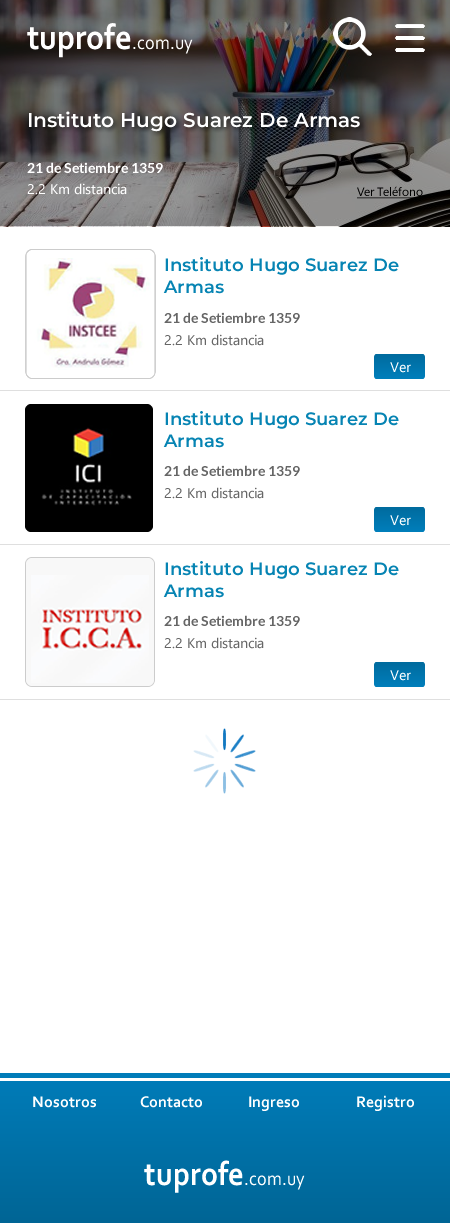 tuprofe.com.uy
Instituto Hugo Suarez De Armas
21 de Setiembre 1359
2.2 Km distancia
Ver Teléfono
INSTCEE
Cra. Andrula Gómez
Instituto Hugo Suarez De
Armas
21 de Setiembre 1359
2.2 Km distancia
Ver
ICI
INSTITUTO
DE CAPACITACIÓN
INTERACTIVA
Instituto Hugo Suarez De
Armas
21 de Setiembre 1359
2.2 Km distancia
Ver
INSTITUTO
I.C.C.A.
Instituto Hugo Suarez De
Armas
21 de Setiembre 1359
2.2 Km distancia
Ver
Nosotros Contacto Ingreso Registro
tuprofe.com.uy